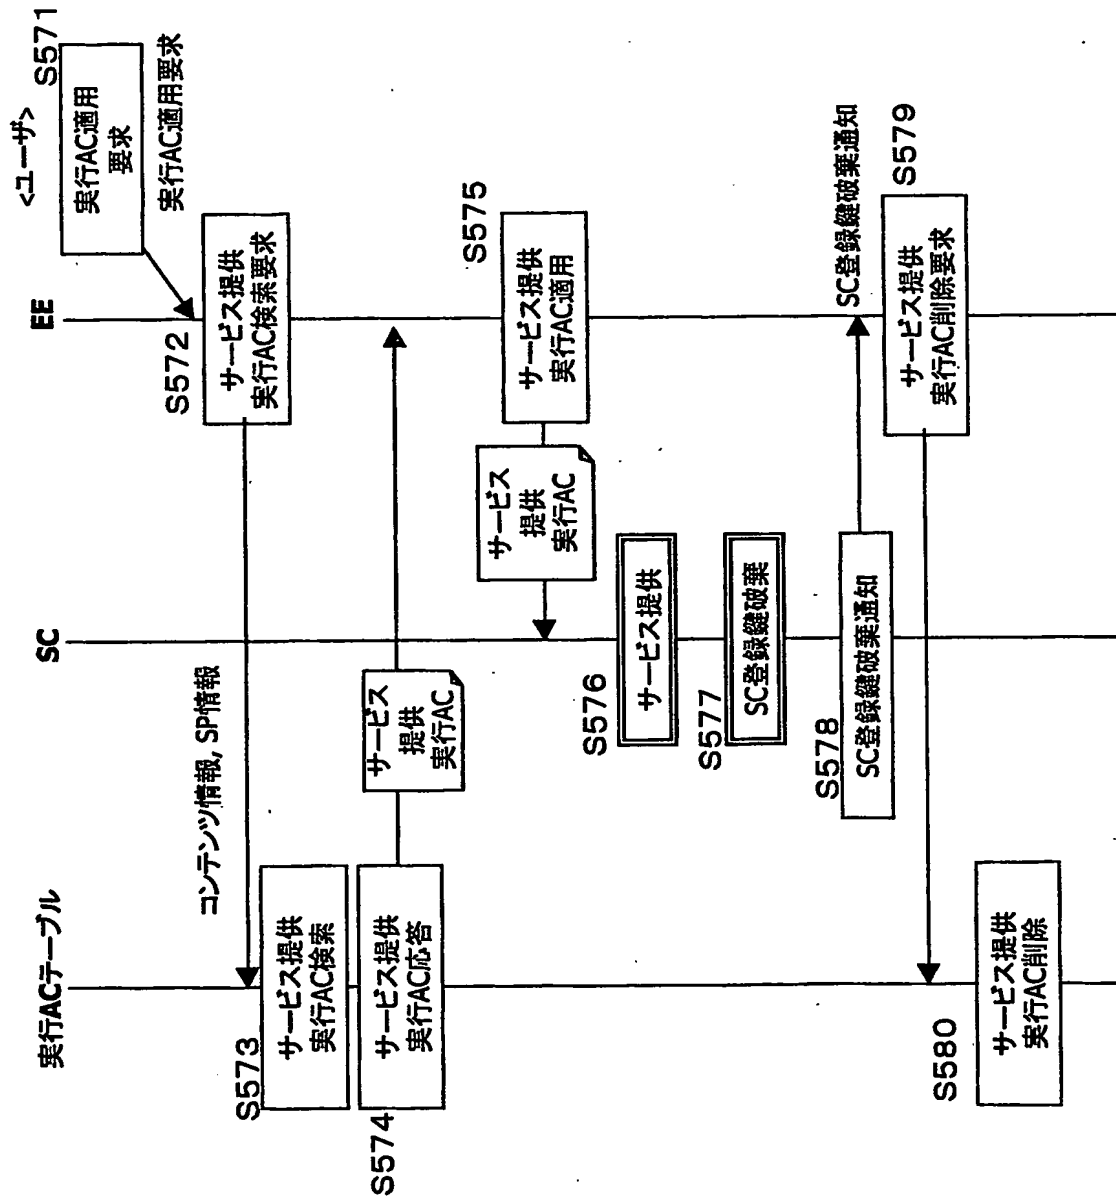 実行ACテーブル
SC
EE
<ユーザ>
S571
実行AC適用
要求
実行AC適用要求
S572
サービス提供
実行AC検索要求
コンテンツ情報, SP情報
S573
サービス提供
実行AC検索
S574
サービス提供
実行AC応答
サービス
提供
実行AC
S575
サービス提供
実行AC適用
サービス
提供
実行AC
S576
サービス提供
S577
SC登録鍵破棄
S578
SC登録鍵破棄通知
SC登録鍵破棄通知
S579
サービス提供
実行AC削除要求
S580
サービス提供
実行AC削除